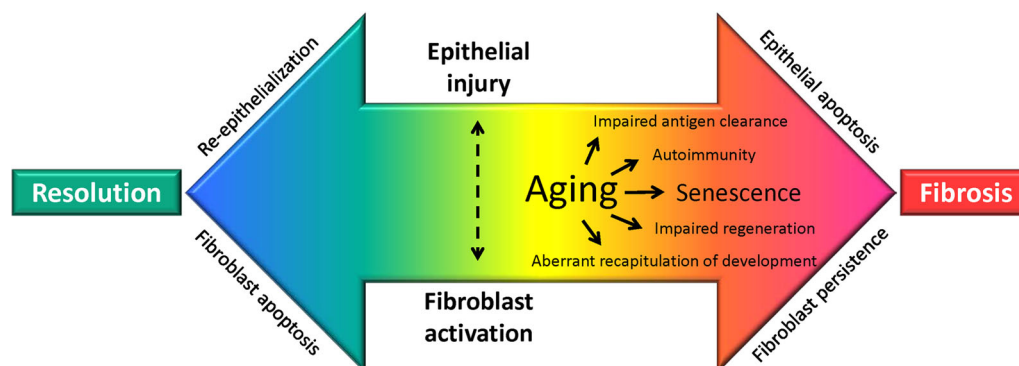 Epithelial
injury
Re-epithelialization
Epithelial apoptosis
Impaired antigen clearance
Autoimmunity
Resolution
Aging
Senescence
Fibrosis
Impaired regeneration
Aberrant recapitulation of development
Fibroblast apoptosis
Fibroblast
activation
Fibroblast persistence